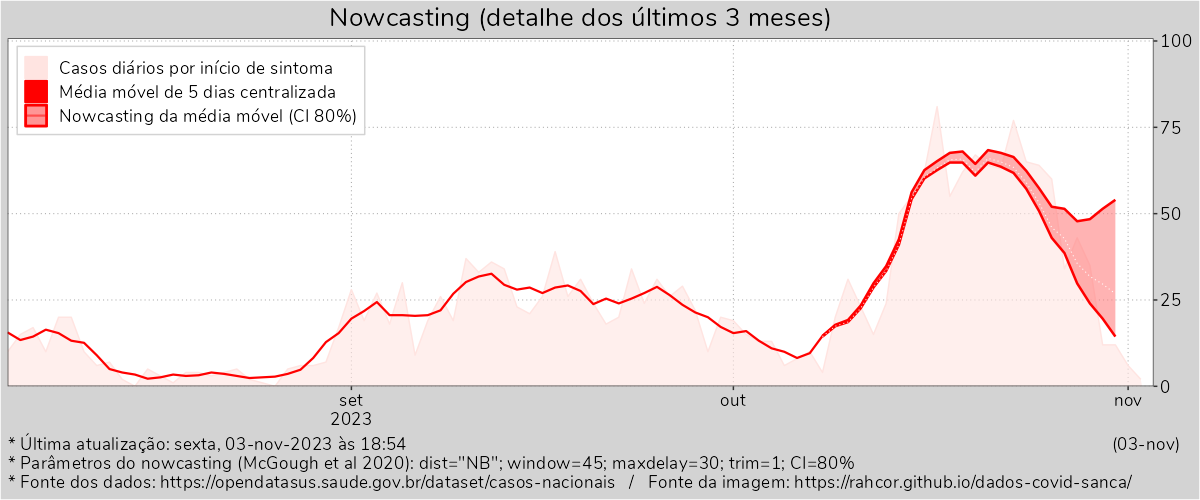 Nowcasting (detalhe dos últimos 3 meses)
Casos diários por início de sintoma
Média móvel de 5 dias centralizada
Nowcasting da média móvel (CI 80%)
100
75
50
25
0
set
2023
out
nov
* Última atualização: sexta, 03-nov-2023 às 18:54
(03-nov)
* Parâmetros do nowcasting (McGough et al 2020): dist="NB"; window=45; maxdelay=30; trim=1; CI=80%
* Fonte dos dados: https://opendatasus.saude.gov.br/dataset/casos-nacionais / Fonte da imagem: https://rahcor.github.io/dados-covid-sanca/